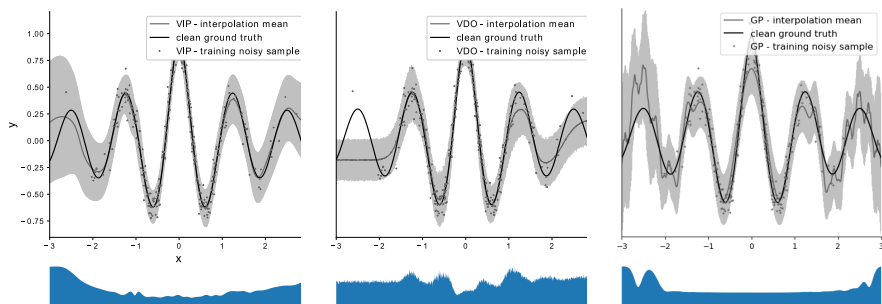 VIP - interpolation mean
clean ground truth
VIP - training noisy sample
VDO - interpolation mean
clean ground truth
VDO - training noisy sample
GP - interpolation mean
clean ground truth
GP - training noisy sample
1.00
0.75
0.50
0.25
0.00
−0.25
−0.50
−0.75
y
−3 −2 −1 0 1 2
x
−3 −2 −1 0 1 2
−3 −2 −1 0 1 2 3